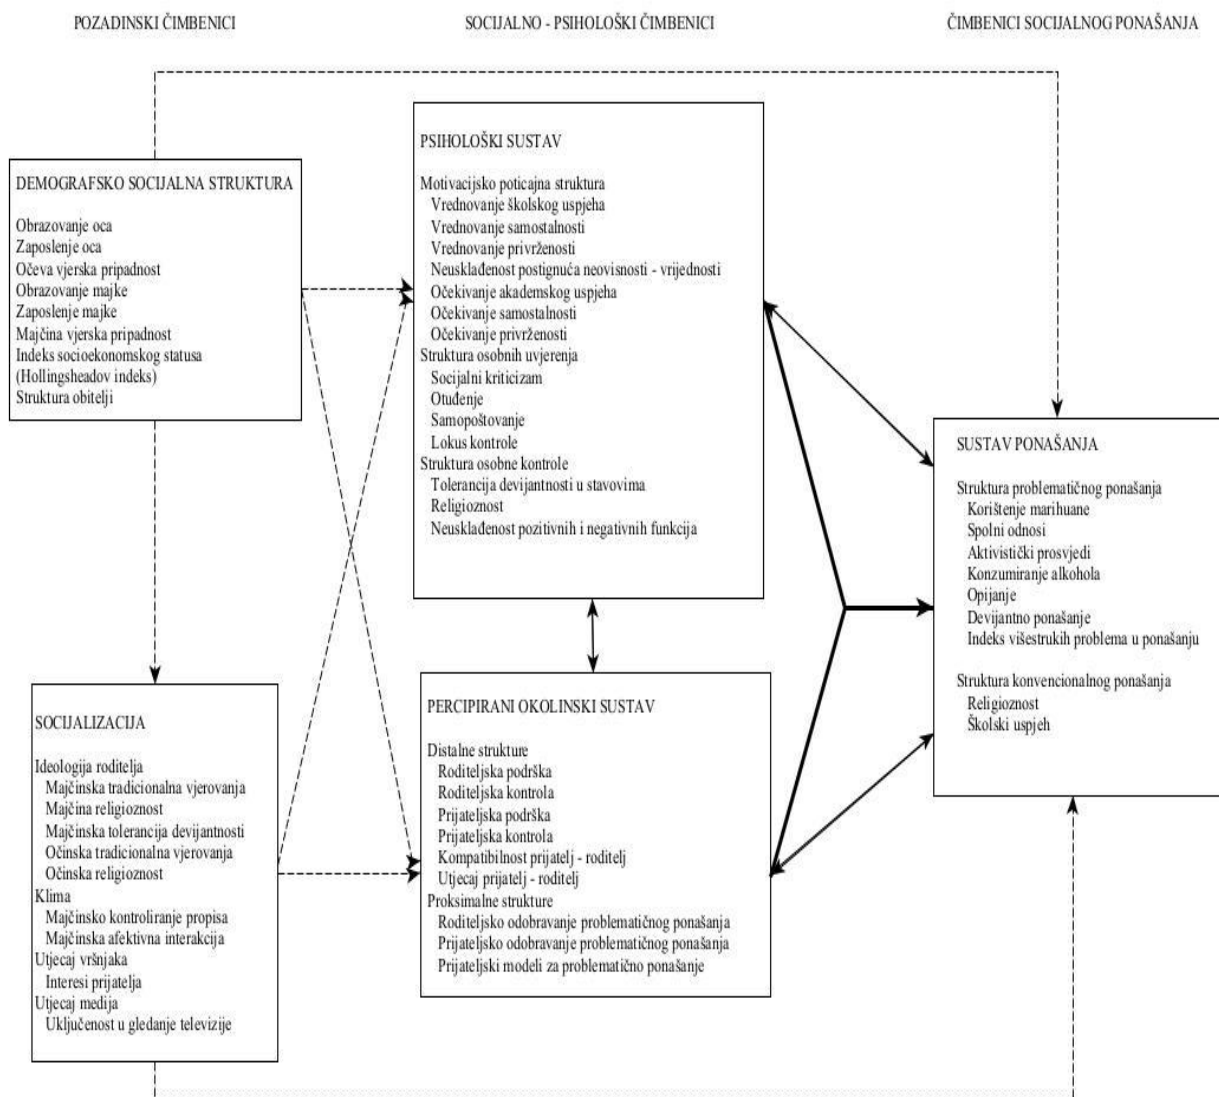 POZADINSKI ČIMBENICI
SOCIJALNO - PSIHOLOŠKI ČIMBENICI
ČIMBENICI SOCIJALNOG PONAŠANJA
DEMOGRAFSKO SOCIJALNA STRUKTURA
Obrazovanje oca
Zaposlenje oca
Očeva vjerska pripadnost
Obrazovanje majke
Zaposlenje majke
Majčina vjerska pripadnost
Indeks socioekonomskog statusa
(Hollingsheadov indeks)
Struktura obitelji
SOCIJALIZACIJA
Ideologija roditelja
Majčinska tradicionalna vjerovanja
Majčina religioznost
Majčinska tolerancija devijantnosti
Očinska tradicionalna vjerovanja
Očinska religioznost
Klima
Majčinsko kontroliranje propisa
Majčinska afektivna interakcija
Utjecaj vršnjaka
Interesi prijatelja
Utjecaj medija
Uključenost u gledanje televizije
PSIHOLOŠKI SUSTAV
Motivacijsko poticajna struktura
Vrednovanje školskog uspjeha
Vrednovanje samostalnosti
Vrednovanje privrženosti
Neusklađenost postignuća neovisnosti - vrijednosti
Očekivanje akademskog uspjeha
Očekivanje samostalnosti
Očekivanje privrženosti
Struktura osobnih uvjerenja
Socijalni kriticizam
Otuđenje
Samopoštovanje
Lokus kontrole
Struktura osobne kontrole
Tolerancija devijantnosti u stavovima
Religioznost
Neusklađenost pozitivnih i negativnih funkcija
PERCIPIRANI OKOLINSKI SUSTAV
Distalne strukture
Roditeljska podrška
Roditeljska kontrola
Prijateljska podrška
Prijateljska kontrola
Kompatibilnost prijatelj - roditelj
Utjecaj prijatelj - roditelj
Proksimalne strukture
Roditeljsko odobravanje problematičnog ponašanja
Prijateljsko odobravanje problematičnog ponašanja
Prijateljski modeli za problematično ponašanje
SUSTAV PONAŠANJA
Struktura problematičnog ponašanja
Korištenje marihuane
Spolni odnosi
Aktivistički prosvjedi
Konzumiranje alkohola
Opijanje
Devijantno ponašanje
Indeks višestrukih problema u ponašanju
Struktura konvencionalnog ponašanja
Religioznost
Školski uspjeh